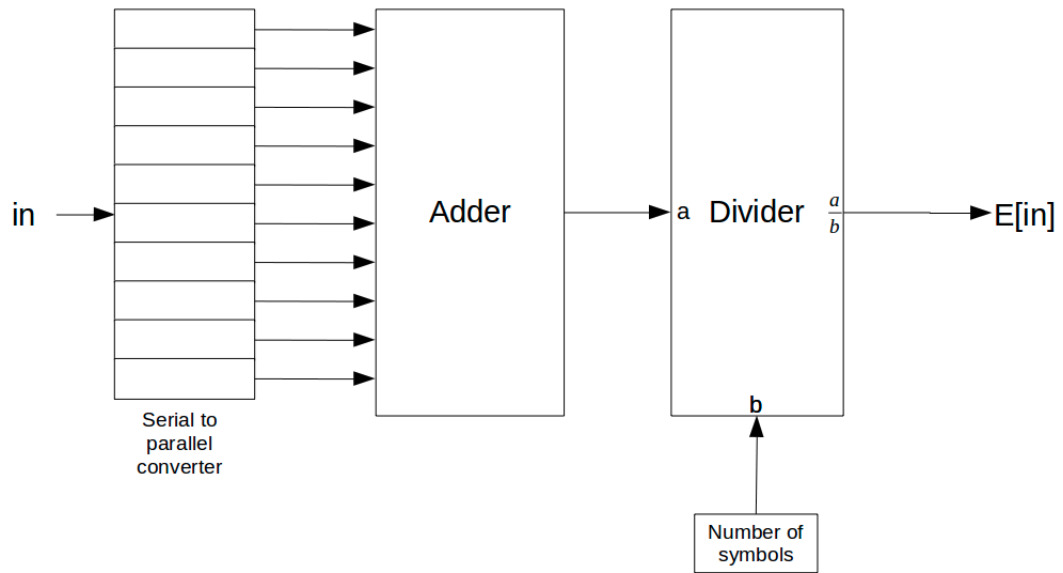 in
Serial to
parallel
converter
Adder
a
Divider
a
b
b
Number of
symbols
E[in]